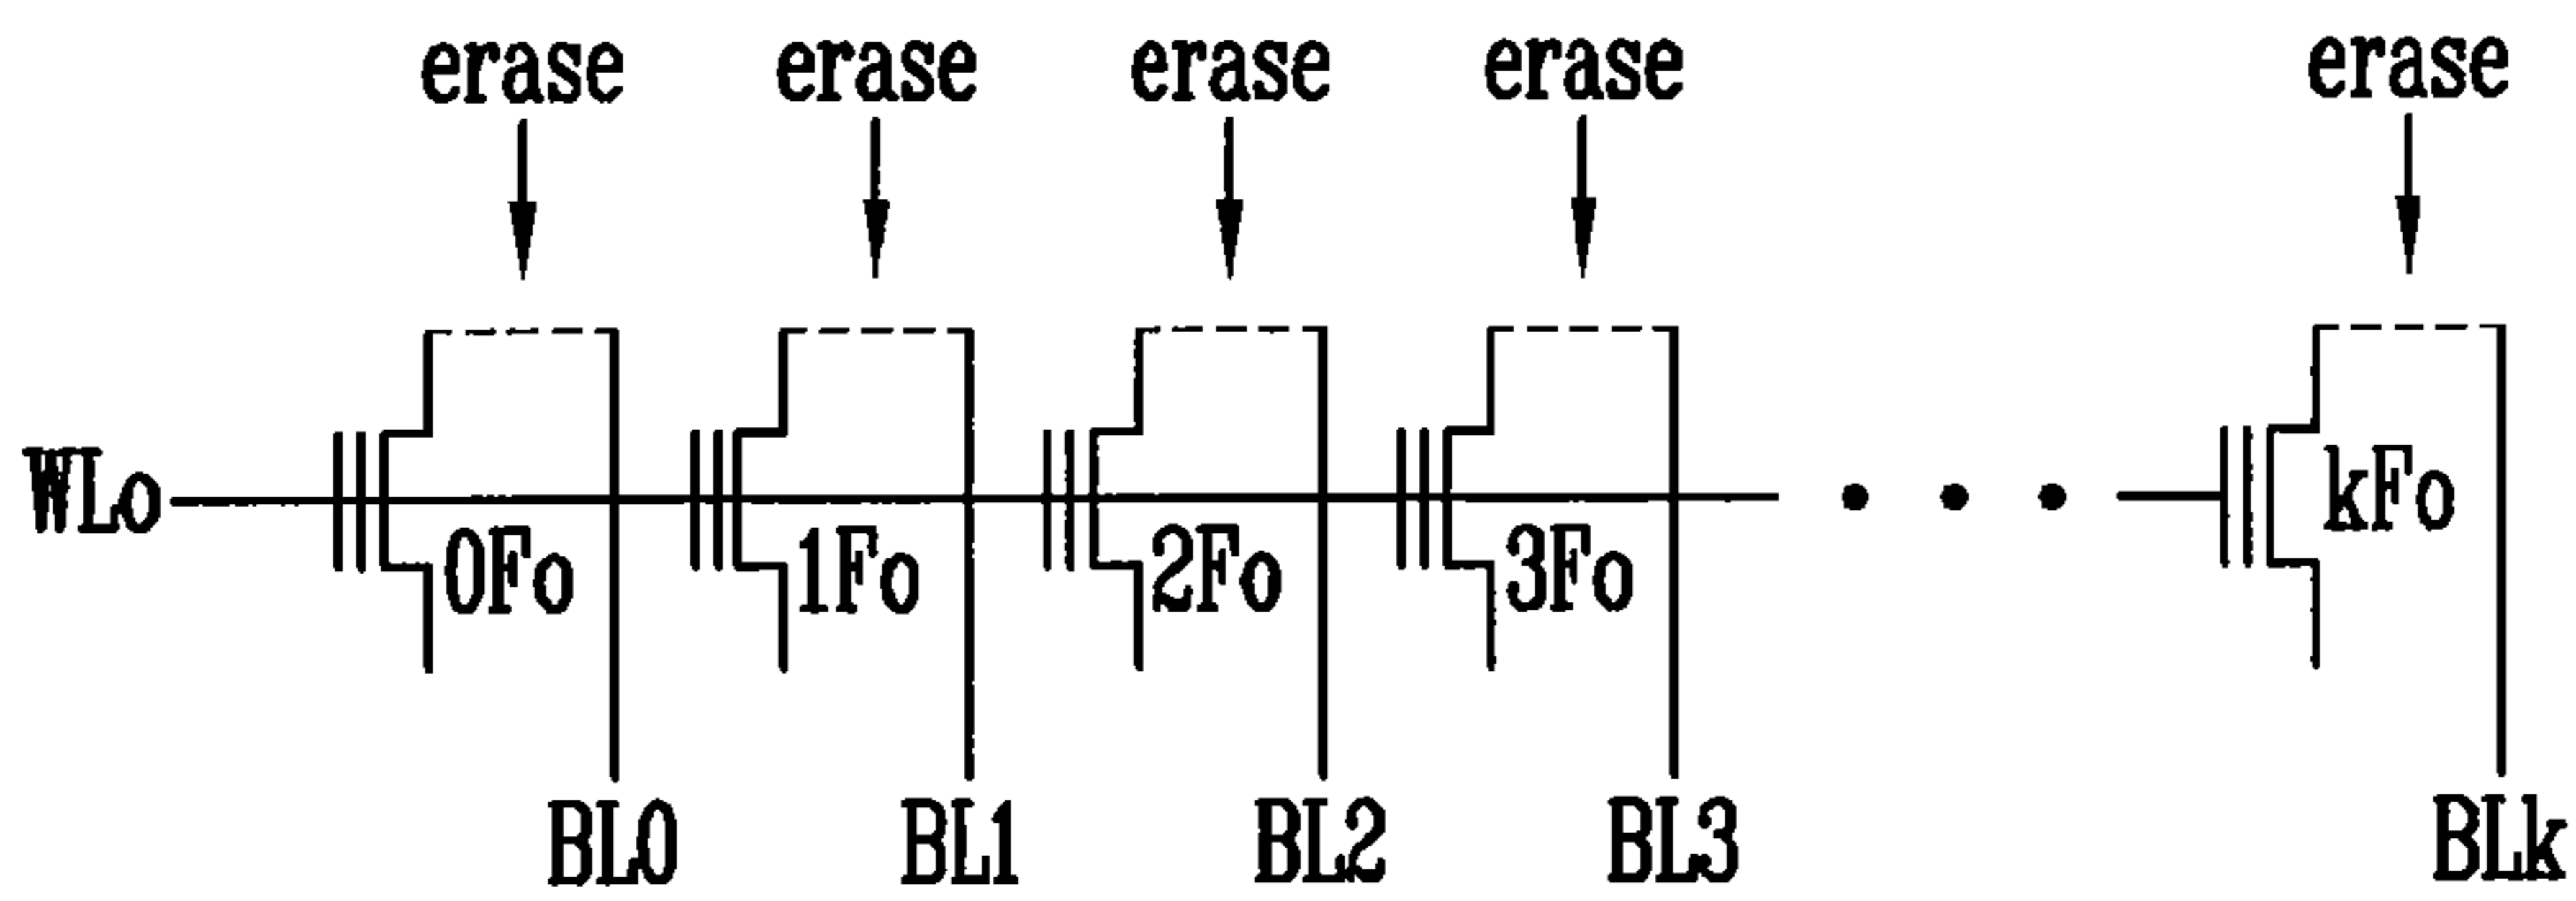 erase erase erase erase erase
WLo 0Fo 1Fo 2Fo 3Fo kFo
BL0 BL1 BL2 BL3 BLk